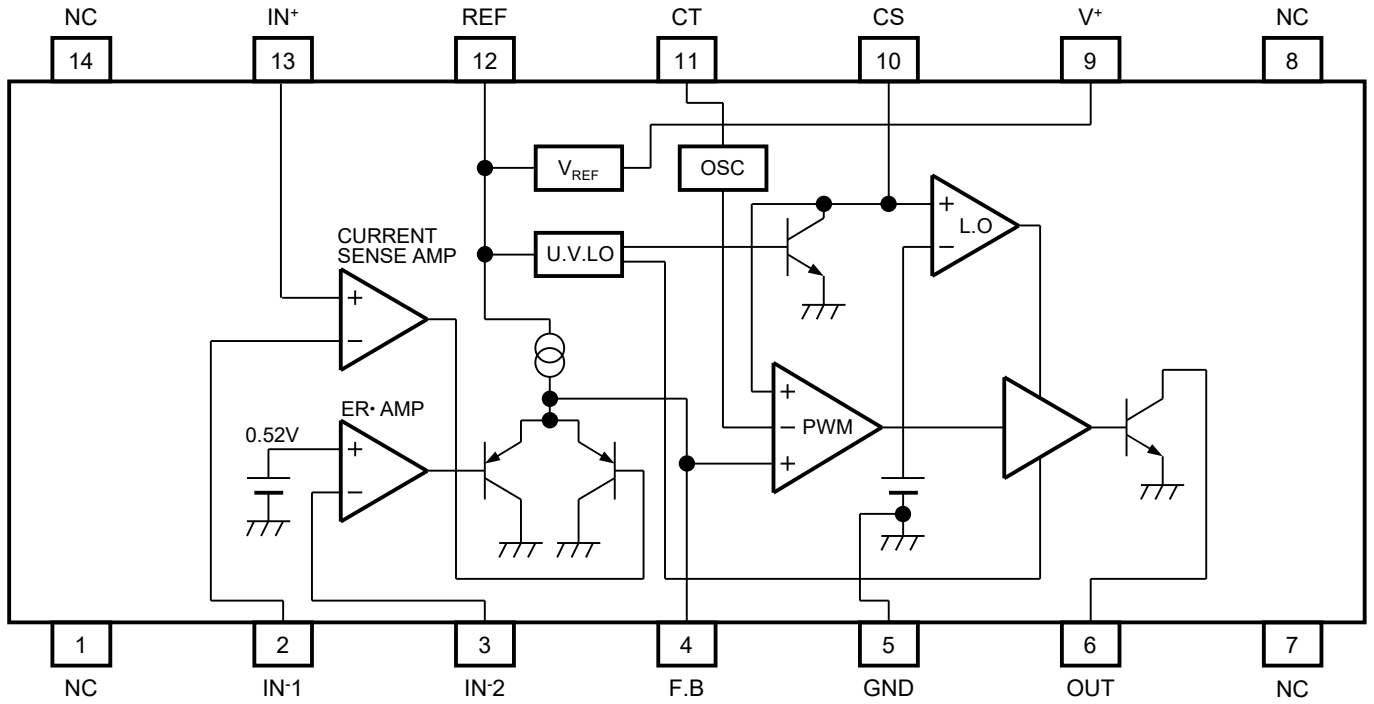 NC IN⁺ REF CT CS V⁺ NC
14 13 12 11 10 9 8
V_REF OSC
+ L.O
−
CURRENT
SENSE AMP
U.V.LO
+
−
ER• AMP
0.52V
+
−
+
− PWM
+
1 2 3 4 5 6 7
NC IN⁻1 IN⁻2 F.B GND OUT NC